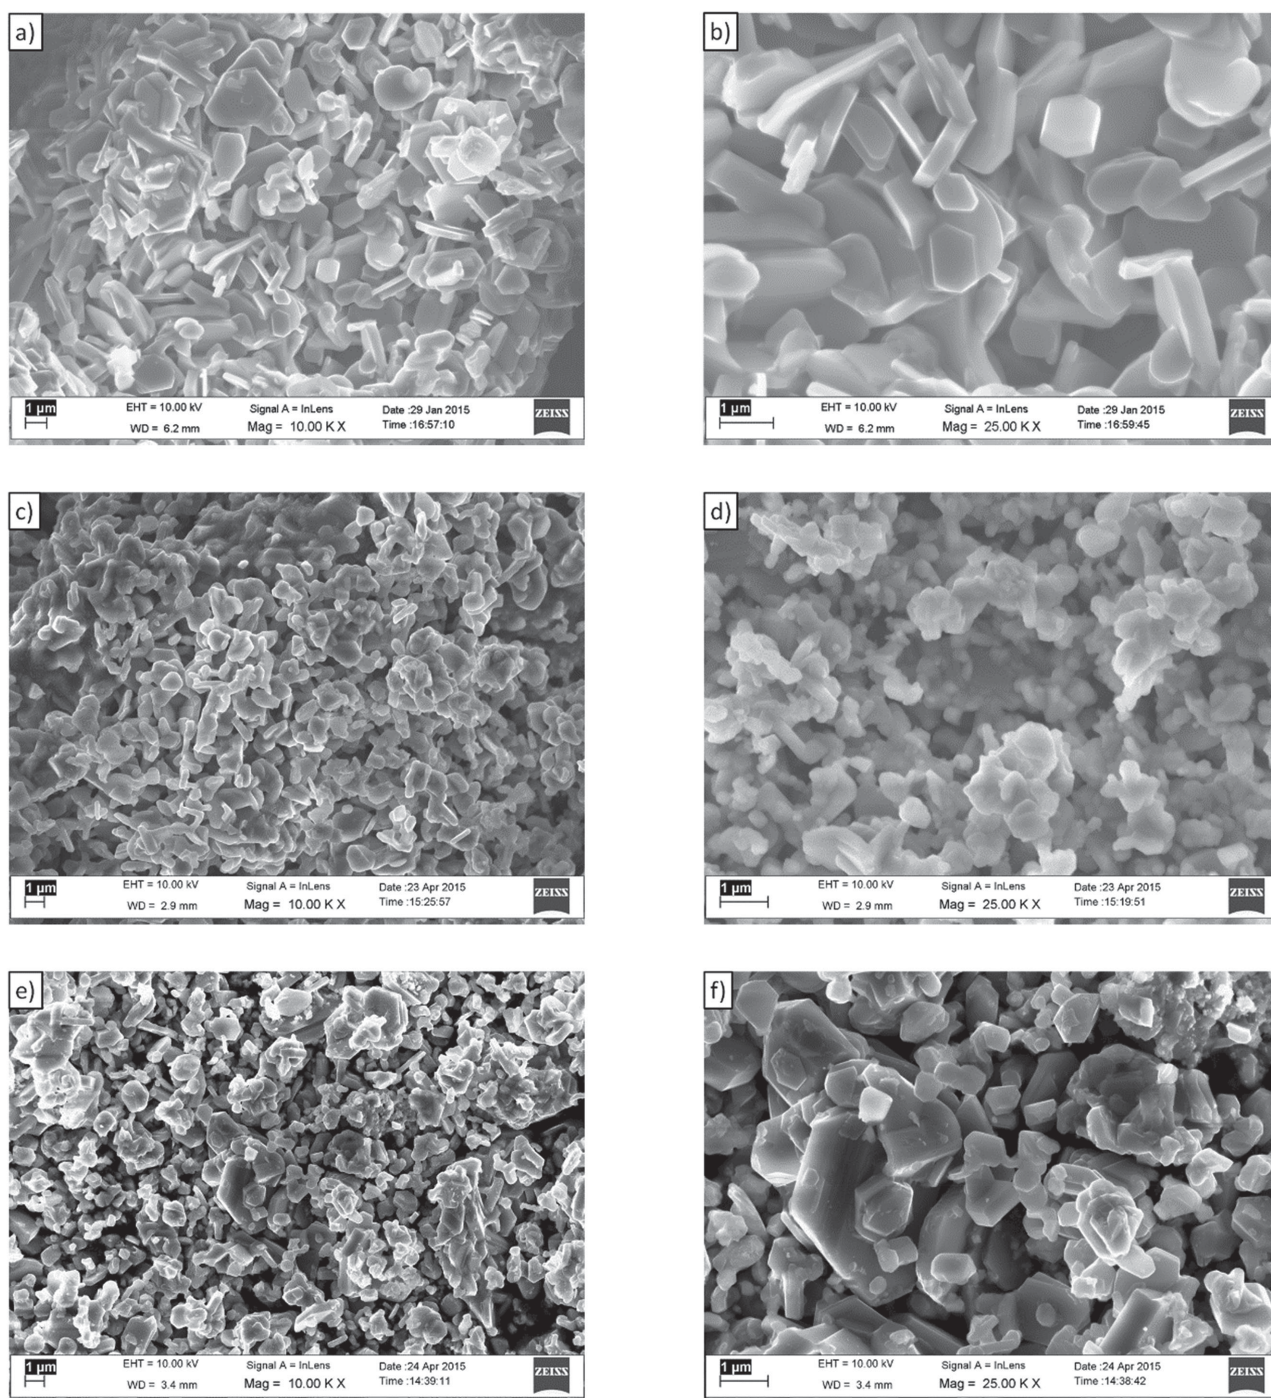 a)
1 µm
EHT = 10.00 kV
WD = 6.2 mm
Signal A = InLens
Mag = 10.00 K X
Date :29 Jan 2015
Time :16:57:10
ZEISS
b)
1 µm
EHT = 10.00 kV
WD = 6.2 mm
Signal A = InLens
Mag = 25.00 K X
Date :29 Jan 2015
Time :16:59:45
ZEISS
c)
1 µm
EHT = 10.00 kV
WD = 2.9 mm
Signal A = InLens
Mag = 10.00 K X
Date :23 Apr 2015
Time :15:25:57
ZEISS
d)
1 µm
EHT = 10.00 kV
WD = 2.9 mm
Signal A = InLens
Mag = 25.00 K X
Date :23 Apr 2015
Time :15:19:51
ZEISS
e)
1 µm
EHT = 10.00 kV
WD = 3.4 mm
Signal A = InLens
Mag = 10.00 K X
Date :24 Apr 2015
Time :14:39:11
ZEISS
f)
1 µm
EHT = 10.00 kV
WD = 3.4 mm
Signal A = InLens
Mag = 25.00 K X
Date :24 Apr 2015
Time :14:38:42
ZEISS